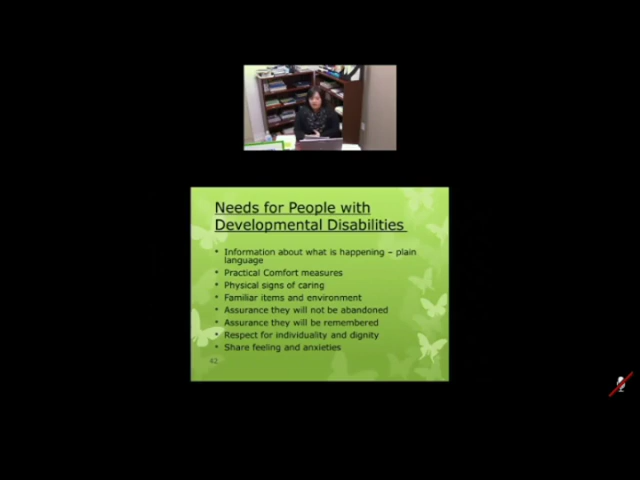 Needs for People with
Developmental Disabilities
• Information about what is happening – plain
language
• Practical Comfort measures
• Physical signs of caring
• Familiar items and environment
• Assurance they will not be abandoned
• Assurance they will be remembered
• Respect for individuality and dignity
• Share feeling and anxieties
42